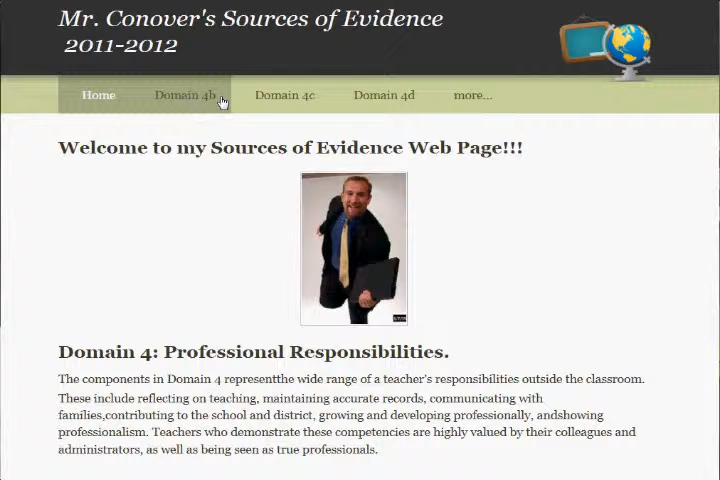 Mr. Conover's Sources of Evidence
2011-2012
Home Domain 4b Domain 4c Domain 4d more...
Welcome to my Sources of Evidence Web Page!!!
Domain 4: Professional Responsibilities.
The components in Domain 4 representthe wide range of a teacher's responsibilities outside the classroom.
These include reflecting on teaching, maintaining accurate records, communicating with
families,contributing to the school and district, growing and developing professionally, andshowing
professionalism. Teachers who demonstrate these competencies are highly valued by their colleagues and
administrators, as well as being seen as true professionals.